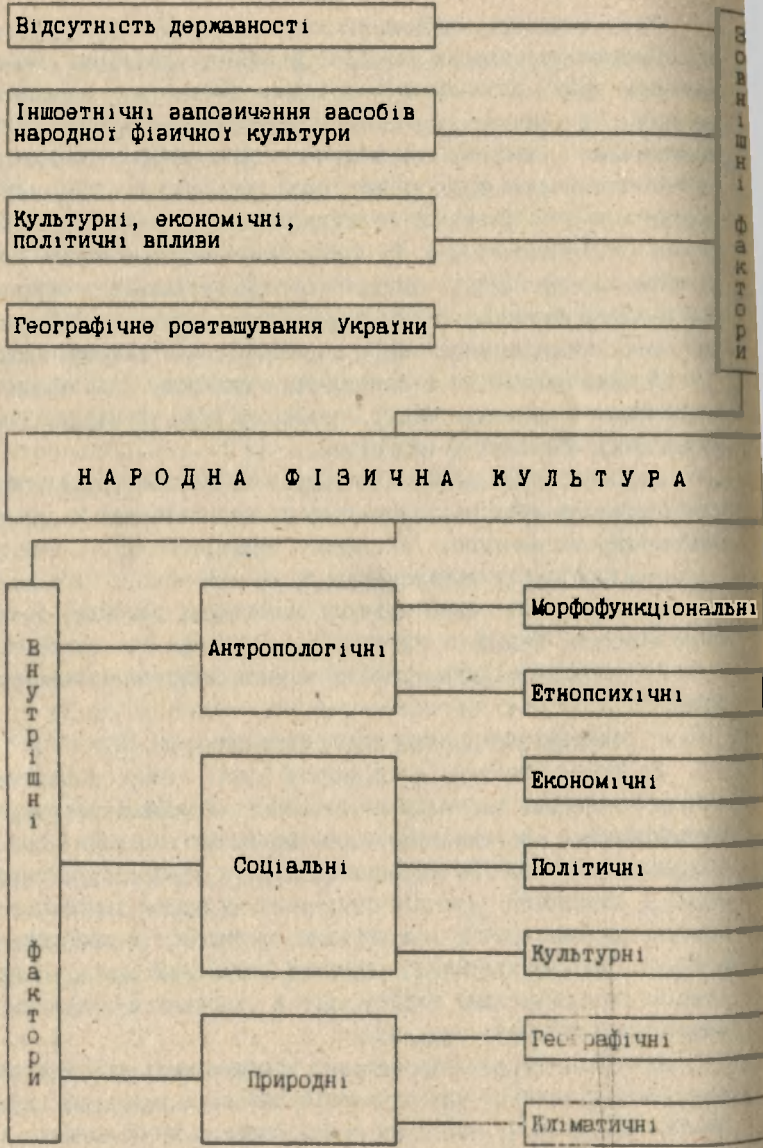 Відсутність державності
Зовнішні фактори
Іншоетнічні запозичення засобів
народної фізичної культури
Культурні, економічні,
політичні впливи
Географічне розташування України
НАРОДНА ФІЗИЧНА КУЛЬТУРА
Внутрішні фактори
Антропологічні
Морфофункціональні
Етнопсихічні
Соціальні
Економічні
Політичні
Культурні
Природні
Географічні
Кліматичні